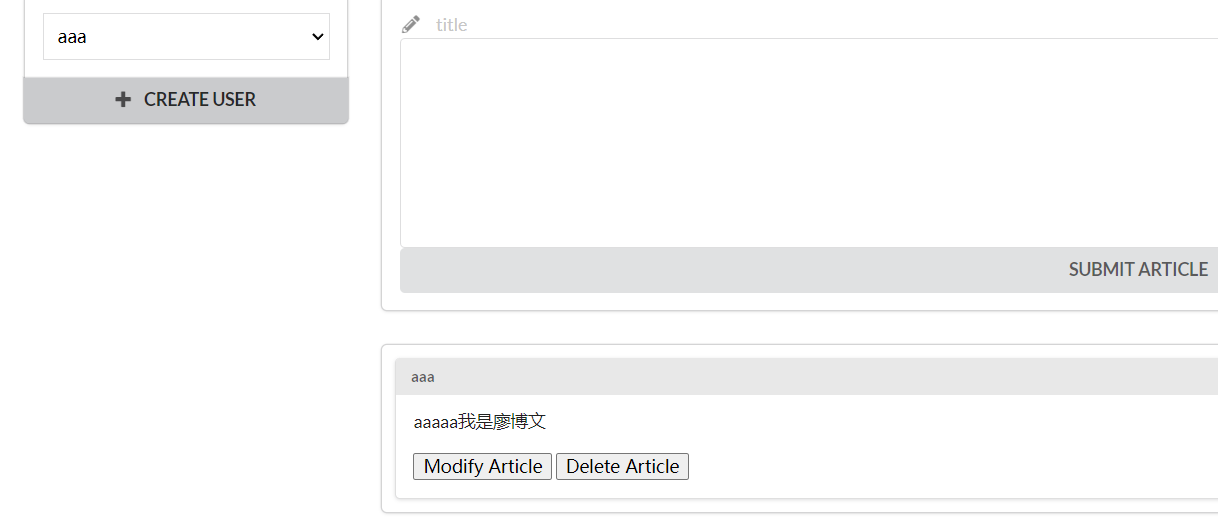 aaa
CREATE USER
title
SUBMIT ARTICLE
aaa
aaaaa我是廖博文
Modify Article Delete Article